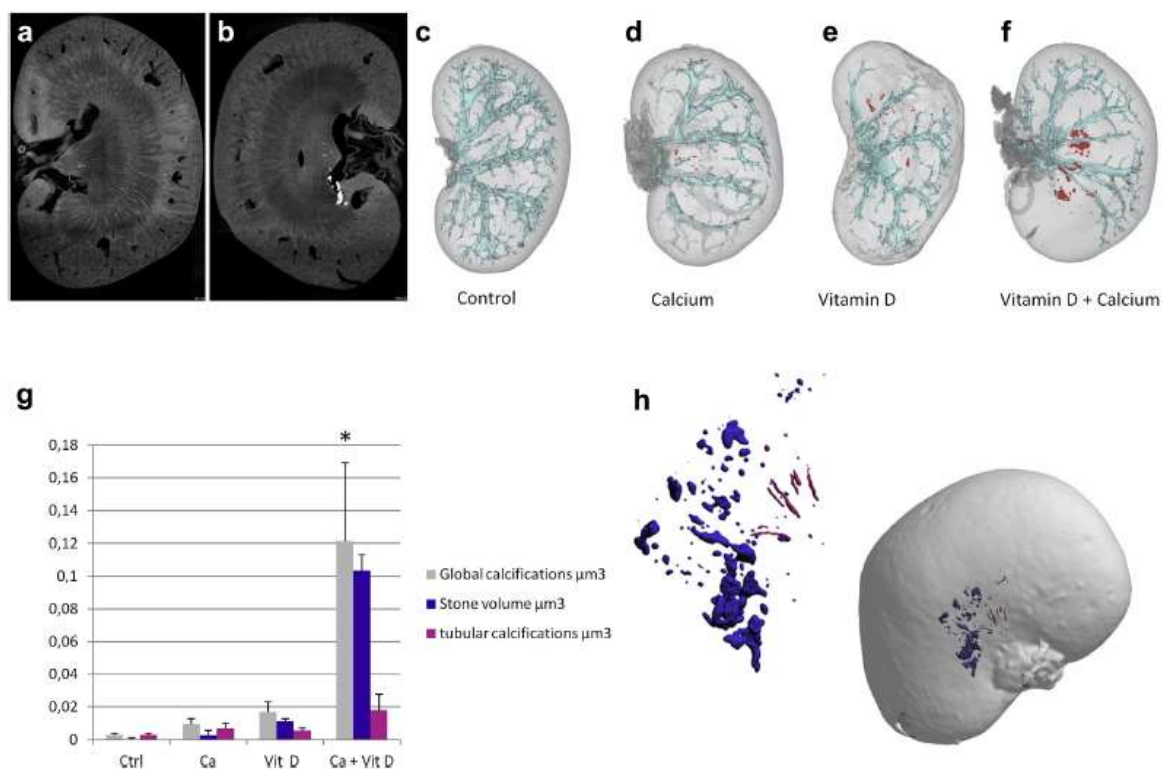 a b c d e f
Control Calcium Vitamin D Vitamin D + Calcium
g h
*
0,18
0,16
0,14
0,12
0,1
0,08
0,06
0,04
0,02
0
Ctrl Ca Vit D Ca + Vit D
Global calcifications µm3
Stone volume µm3
tubular calcifications µm3